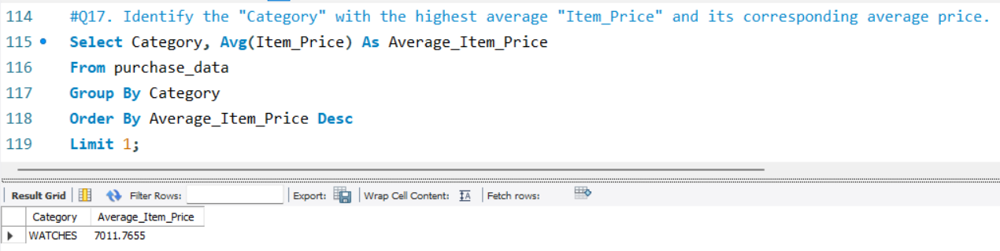 114 #Q17. Identify the "Category" with the highest average "Item_Price" and its corresponding average price.
115 Select Category, Avg(Item_Price) As Average_Item_Price
116 From purchase_data
117 Group By Category
118 Order By Average_Item_Price Desc
119 Limit 1;
Result Grid Filter Rows: Export: Wrap Cell Content: Fetch rows:
Category Average_Item_Price
WATCHES 7011.7655